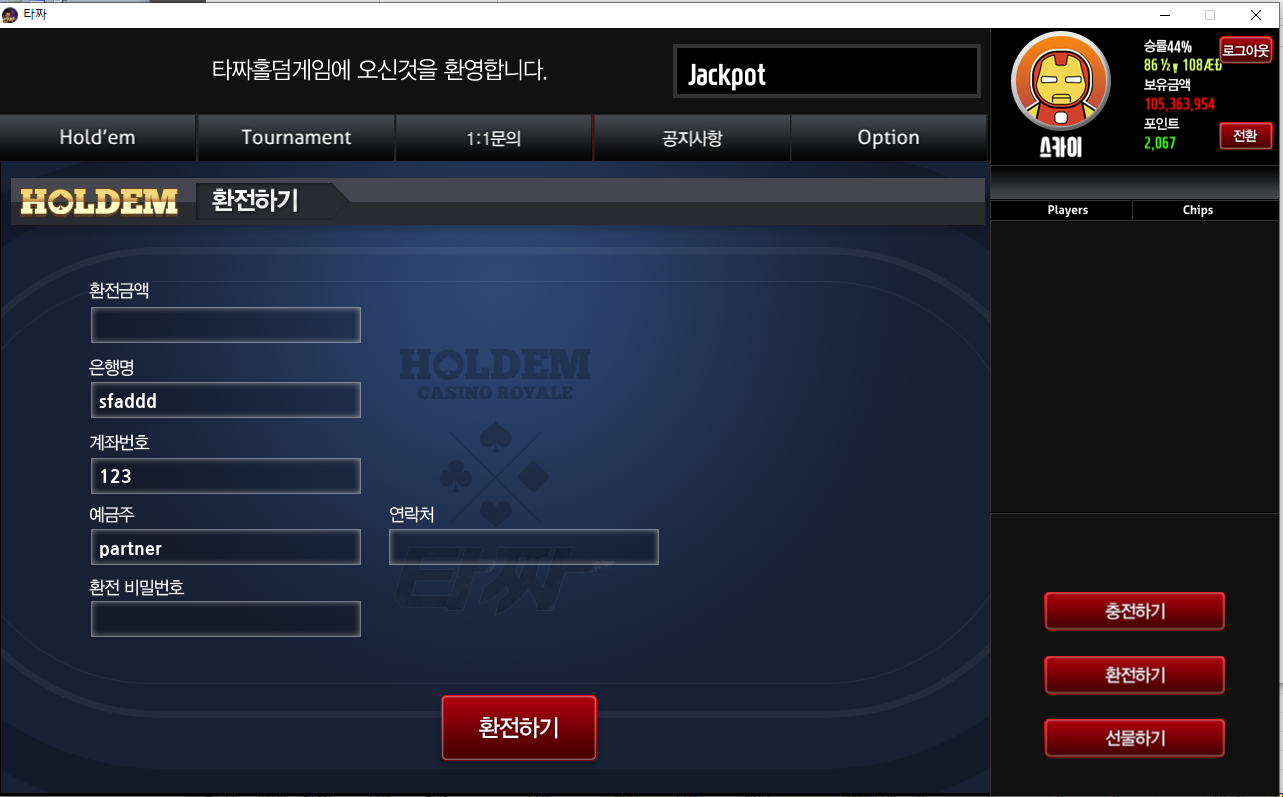 타짜
타짜홀덤게임에 오신것을 환영합니다.
Jackpot
승률44%
로그아웃
보유금액
105,363,954
포인트
2,067
전환
스카이
Hold'em
Tournament
1:1문의
공지사항
Option
HOLDEM
환전하기
Players
Chips
환전금액
은행명
sfaddd
계좌번호
123
예금주
partner
연락처
환전 비밀번호
HOLDEM
CASINO ROYALE
타짜
환전하기
충전하기
환전하기
선물하기